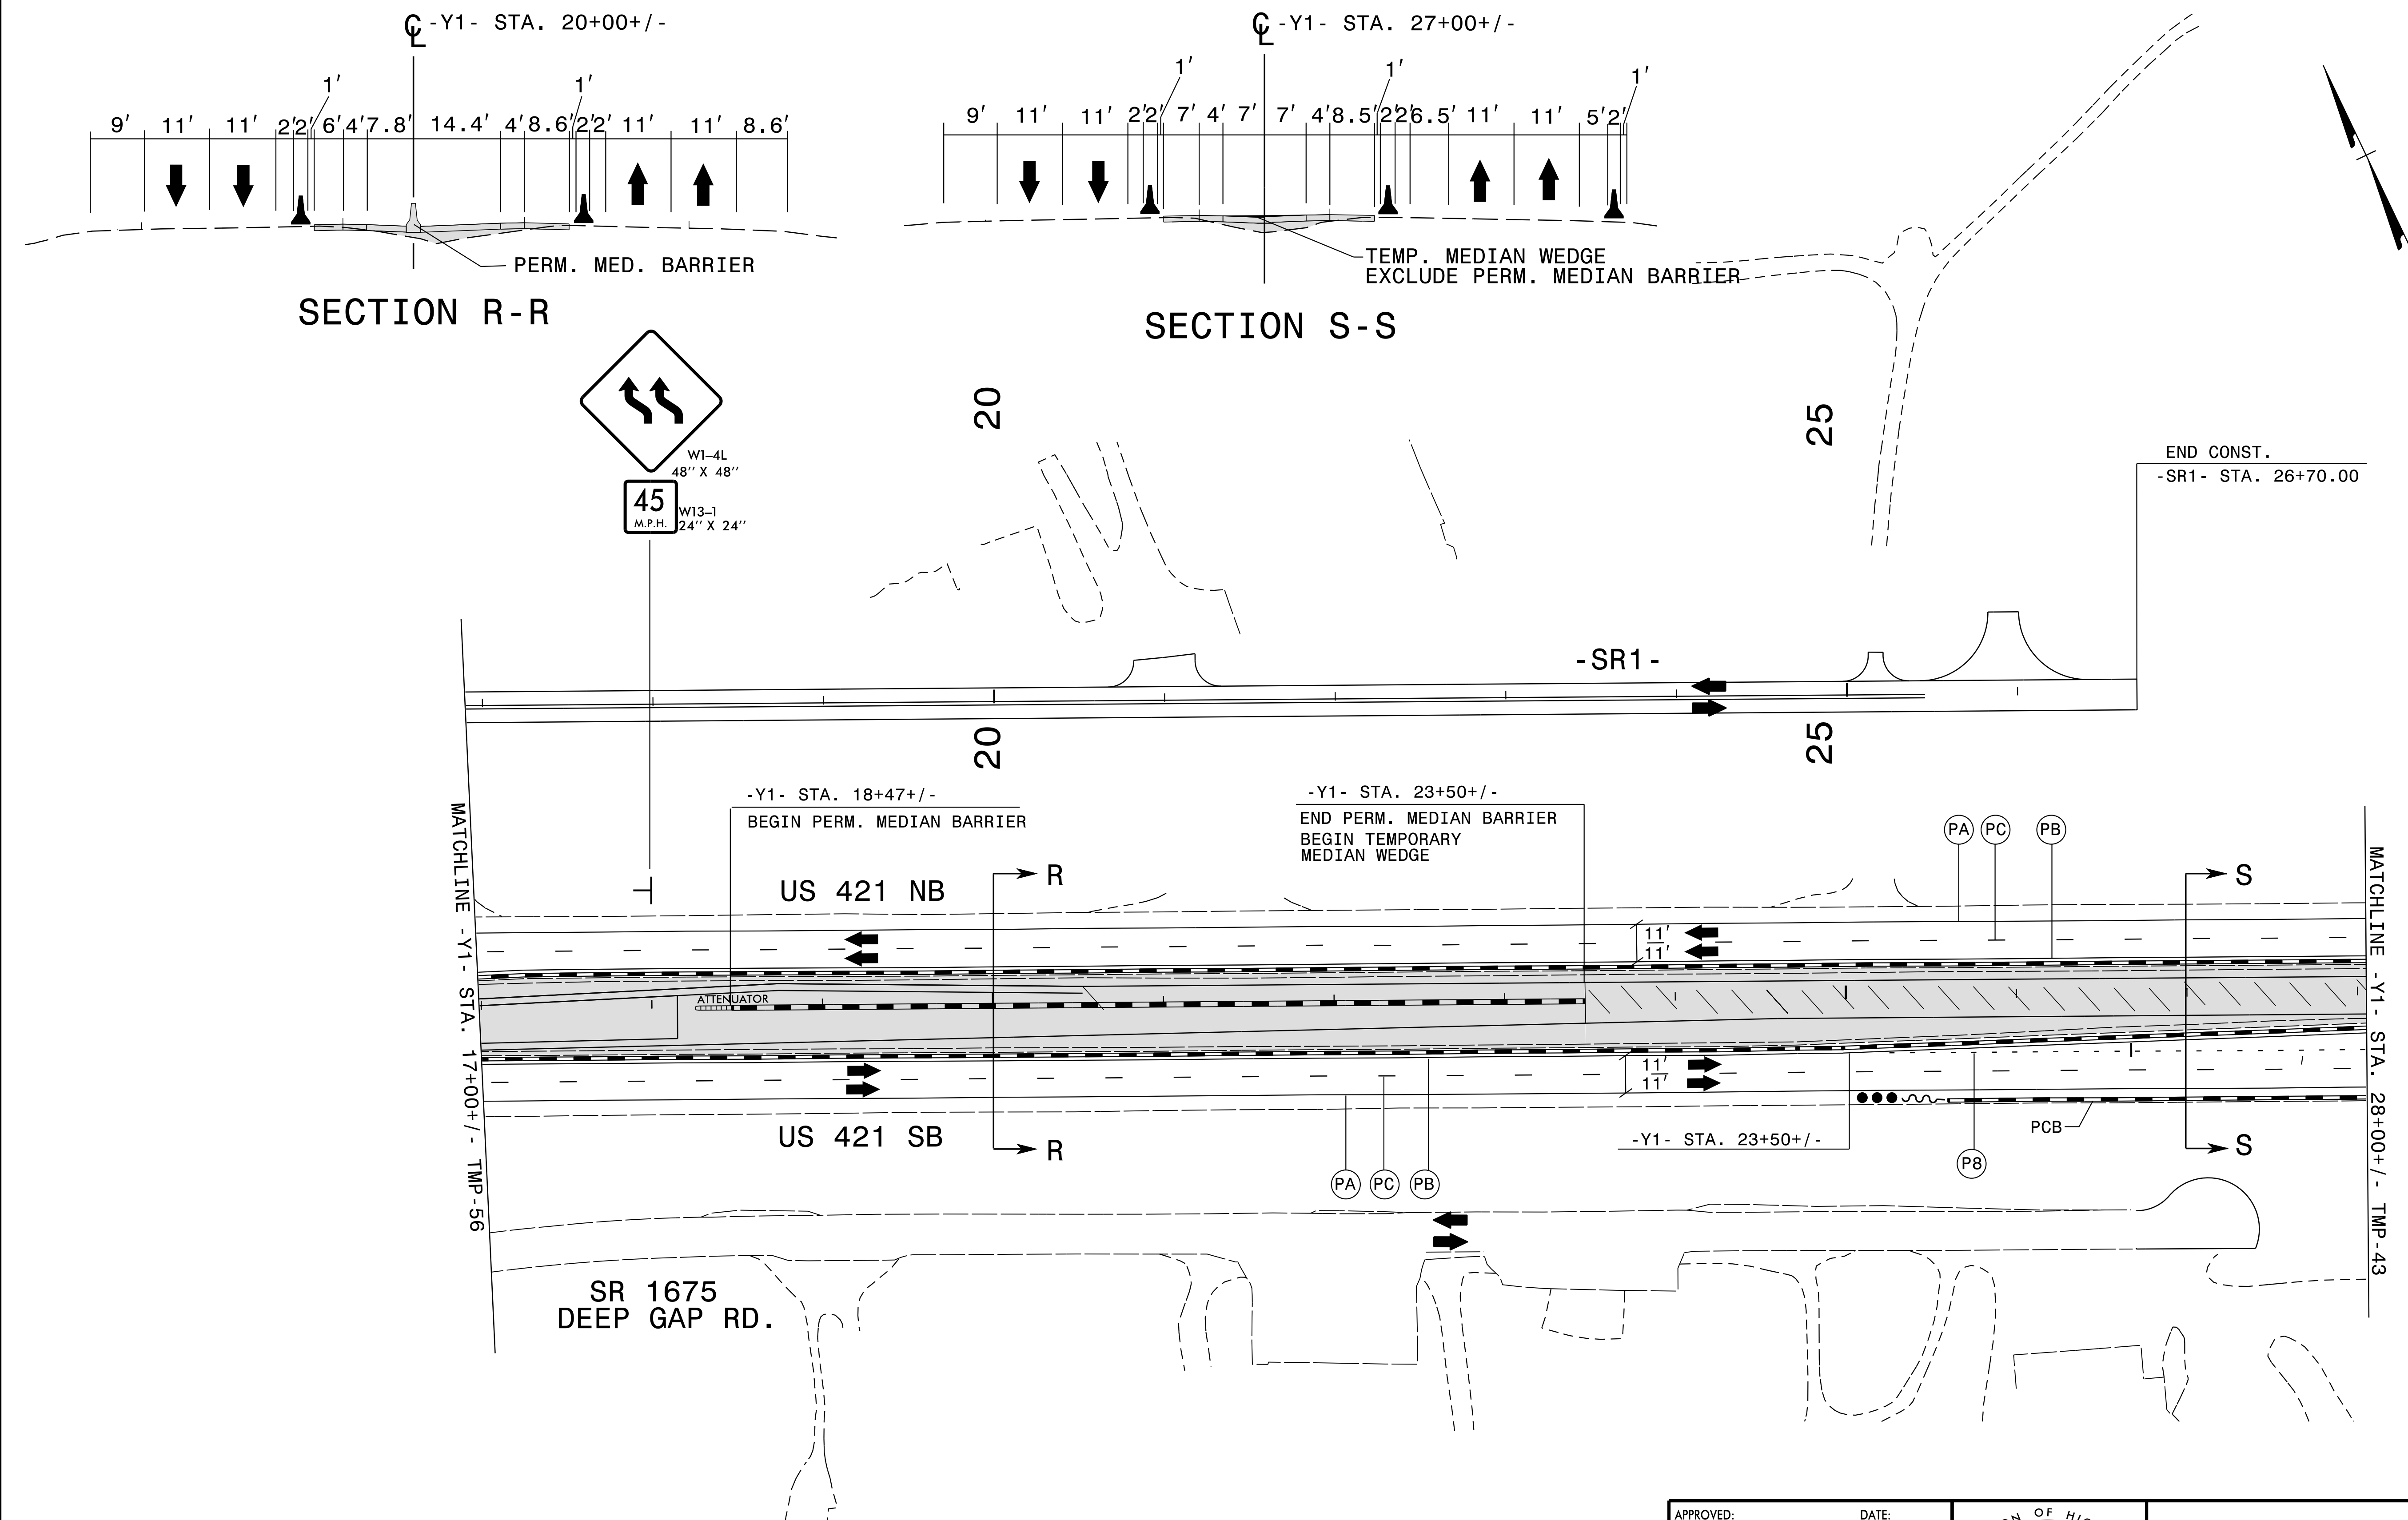 CL -Y1- STA. 20+00+/-
1' 1'
9' 11' 11' 2' 2' 6' 4' 7.8' 14.4' 4' 8.6' 2' 2' 11' 11' 8.6'
PERM. MED. BARRIER
SECTION R-R
CL -Y1- STA. 27+00+/-
1' 1' 1'
9' 11' 11' 2' 2' 7' 4' 7' 7' 4' 8.5' 2' 2' 6.5' 11' 11' 5' 2'
TEMP. MEDIAN WEDGE
EXCLUDE PERM. MEDIAN BARRIER
SECTION S-S
W1-4L
48'' X 48''
45
M.P.H.
W13-1
24'' X 24''
20
25
END CONST.
-SR1- STA. 26+70.00
-SR1-
20
25
-Y1- STA. 18+47+/-
BEGIN PERM. MEDIAN BARRIER
-Y1- STA. 23+50+/-
END PERM. MEDIAN BARRIER
BEGIN TEMPORARY
MEDIAN WEDGE
PA PC PB
MATCHLINE -Y1- STA. 17+00+/- TMP-56
MATCHLINE -Y1- STA. 28+00+/- TMP-43
R
S
US 421 NB
11'
11'
ATTENUATOR
11'
11'
US 421 SB
R
S
-Y1- STA. 23+50+/-
PCB
P8
PA PC PB
SR 1675
DEEP GAP RD.
APPROVED: DATE:
OF